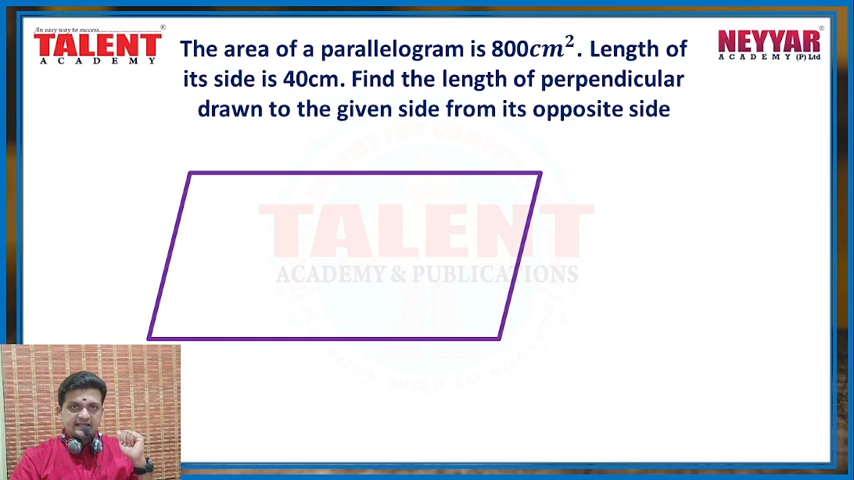 An easy way to success........
TALENT
ACADEMY
The area of a parallelogram is 800cm². Length of
its side is 40cm. Find the length of perpendicular
drawn to the given side from its opposite side
NEYYAR
ACADEMY (P) Ltd
TALENT
ACADEMY & PUBLICATIONS